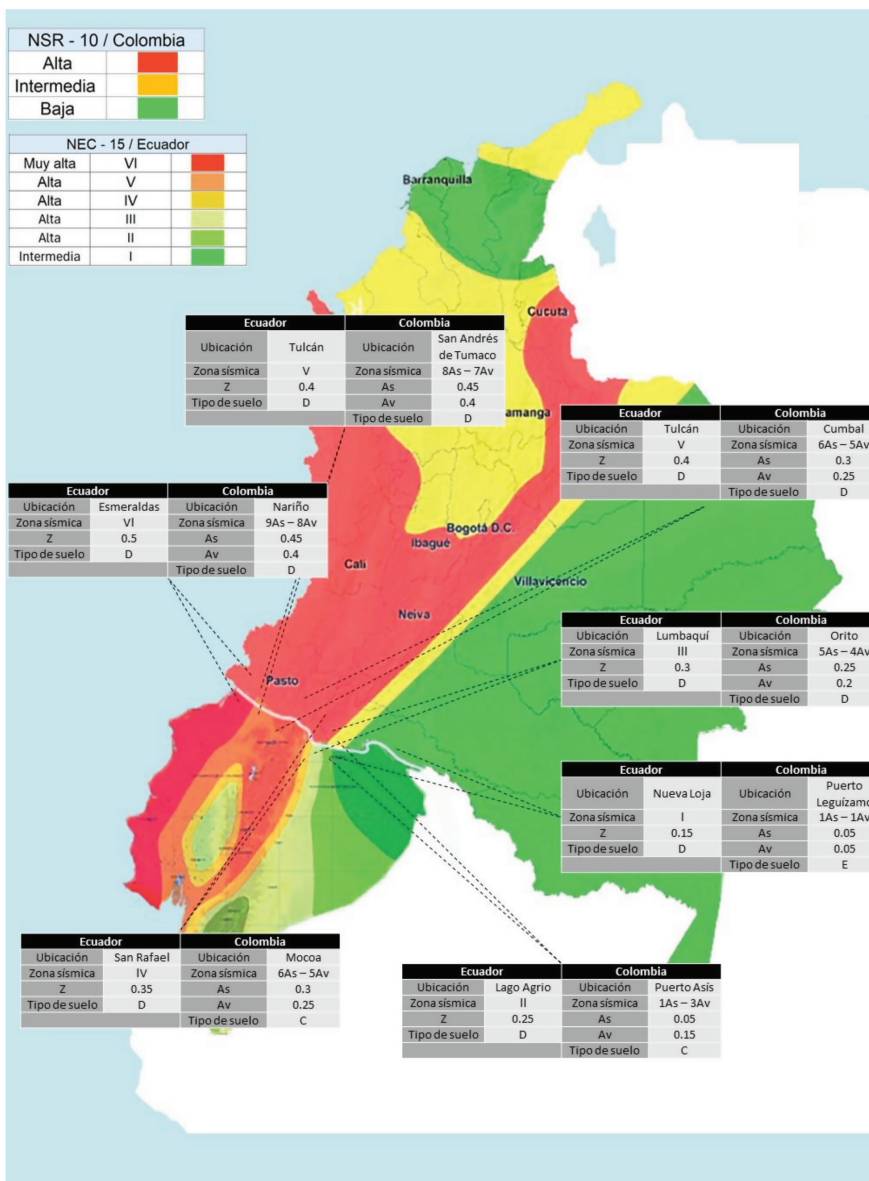 NSR - 10 / Colombia
Alta
Intermedia
Baja
NEC - 15 / Ecuador
Muy alta VI
Alta V
Alta IV
Alta III
Alta II
Intermedia I
Barranquilla
Cucuta
Ecuador Colombia
Ubicación Tulcán Ubicación San Andrés de Tumaco
Zona sísmica V Zona sísmica 8As – 7Av
Z 0.4 As 0.45
Tipo de suelo D Av 0.4
Tipo de suelo D
amanga
Ecuador Colombia
Ubicación Tulcán Ubicación Cumbal
Zona sísmica V Zona sísmica 6As – 5Av
Z 0.4 As 0.3
Tipo de suelo D Av 0.25
Tipo de suelo D
Ecuador Colombia
Ubicación Esmeraldas Ubicación Nariño
Zona sísmica VI Zona sísmica 9As – 8Av
Z 0.5 As 0.45
Tipo de suelo D Av 0.4
Tipo de suelo D
Bogotá D.C.
Ibagué
Cali
Villavicencio
Neiva
Pasto
Ecuador Colombia
Ubicación Lumbaquí Ubicación Orito
Zona sísmica III Zona sísmica 5As – 4Av
Z 0.3 As 0.25
Tipo de suelo D Av 0.2
Tipo de suelo D
Ecuador Colombia
Ubicación Nueva Loja Ubicación Puerto Leguízamo
Zona sísmica I Zona sísmica 1As – 1Av
Z 0.15 As 0.05
Tipo de suelo D Av 0.05
Tipo de suelo E
Ecuador Colombia
Ubicación San Rafael Ubicación Mocoa
Zona sísmica IV Zona sísmica 6As – 5Av
Z 0.35 As 0.3
Tipo de suelo D Av 0.25
Tipo de suelo C
Ecuador Colombia
Ubicación Lago Agrio Ubicación Puerto Asís
Zona sísmica II Zona sísmica 1As – 3Av
Z 0.25 As 0.05
Tipo de suelo D Av 0.15
Tipo de suelo C